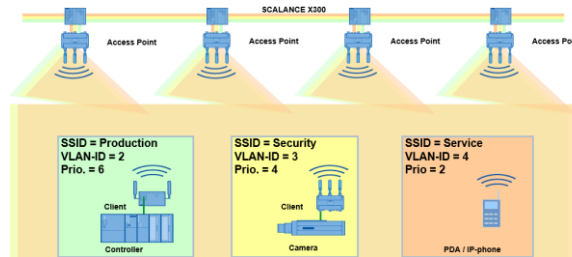 SCALANCE X300
Access Point
Access Point
Access Point
Access Po
SSID = Production
VLAN-ID = 2
Prio. = 6
Client
Controller
SSID = Security
VLAN-ID = 3
Prio. = 4
Client
Camera
SSID = Service
VLAN-ID = 4
Prio = 2
PDA / IP-phone